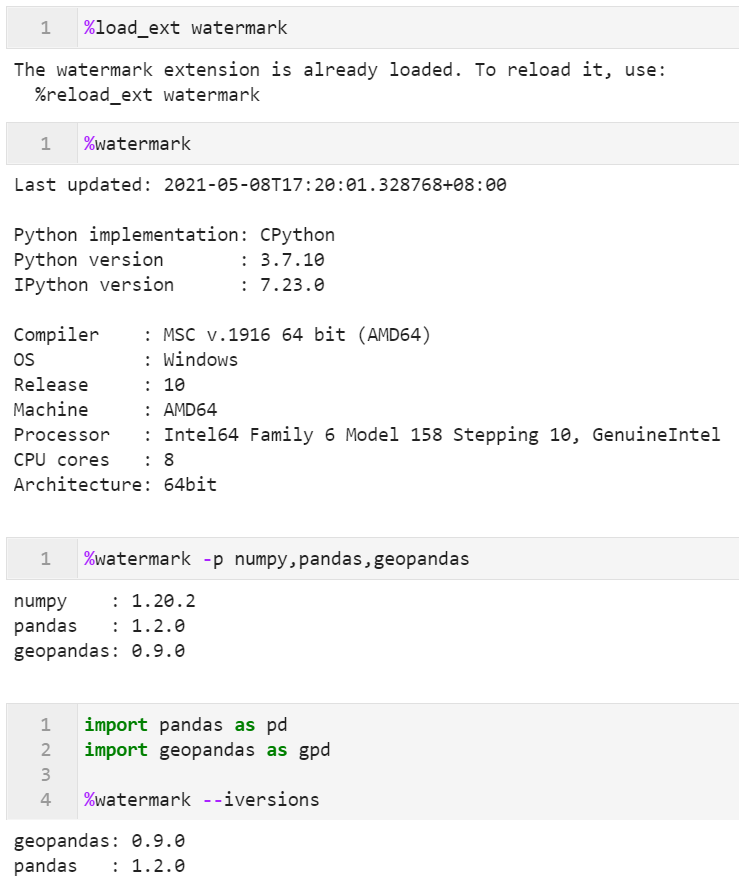 1 %load_ext watermark
The watermark extension is already loaded. To reload it, use:
  %reload_ext watermark
1 %watermark
Last updated: 2021-05-08T17:20:01.328768+08:00
Python implementation: CPython
Python version       : 3.7.10
IPython version      : 7.23.0
Compiler    : MSC v.1916 64 bit (AMD64)
OS          : Windows
Release     : 10
Machine     : AMD64
Processor   : Intel64 Family 6 Model 158 Stepping 10, GenuineIntel
CPU cores   : 8
Architecture: 64bit
1 %watermark -p numpy,pandas,geopandas
numpy    : 1.20.2
pandas   : 1.2.0
geopandas: 0.9.0
1 import pandas as pd
2 import geopandas as gpd
3
4 %watermark --iversions
geopandas: 0.9.0
pandas   : 1.2.0